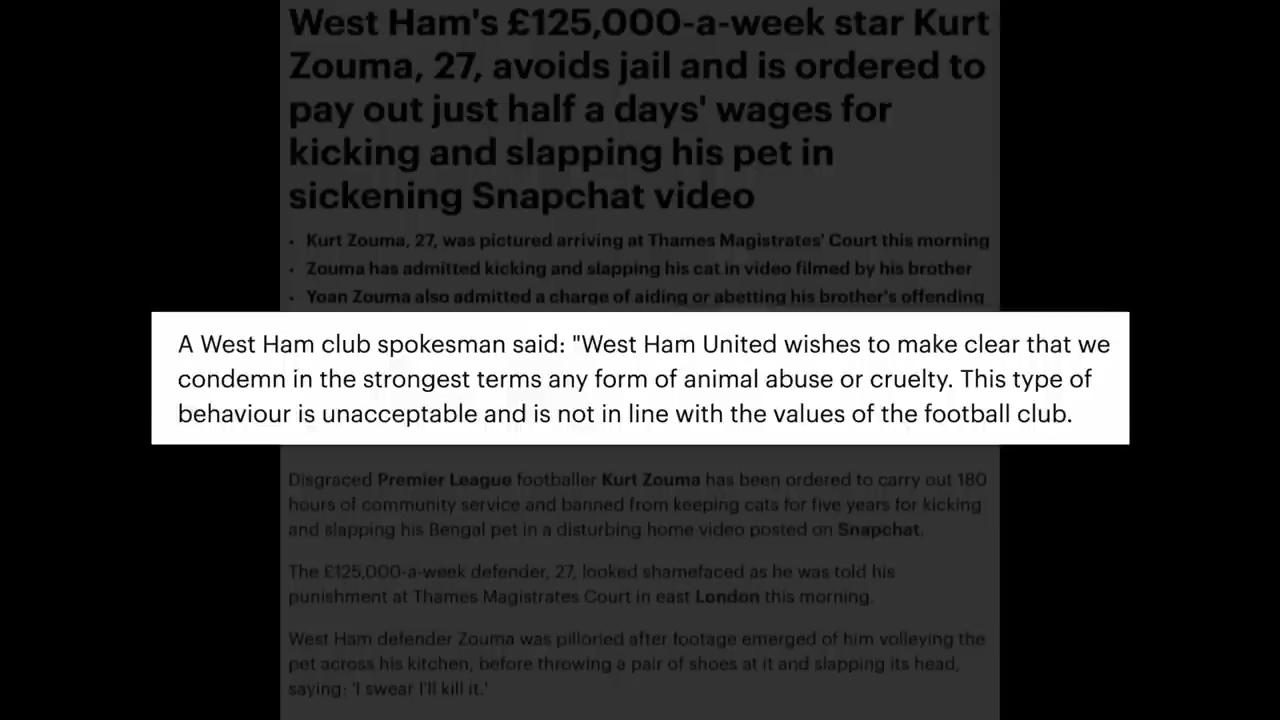 West Ham's £125,000-a-week star Kurt
Zouma, 27, avoids jail and is ordered to
pay out just half a days' wages for
kicking and slapping his pet in
sickening Snapchat video
• Kurt Zouma, 27, was pictured arriving at Thames Magistrates' Court this morning
• Zouma has admitted kicking and slapping his cat in video filmed by his brother
• Yoan Zouma also admitted a charge of aiding or abetting his brother's offending
A West Ham club spokesman said: "West Ham United wishes to make clear that we
condemn in the strongest terms any form of animal abuse or cruelty. This type of
behaviour is unacceptable and is not in line with the values of the football club.
Disgraced Premier League footballer Kurt Zouma has been ordered to carry out 180
hours of community service and banned from keeping cats for five years for kicking
and slapping his Bengal pet in a disturbing home video posted on Snapchat.
The £125,000-a-week defender, 27, looked shamefaced as he was told his
punishment at Thames Magistrates Court in east London this morning.
West Ham defender Zouma was pilloried after footage emerged of him volleying the
pet across his kitchen, before throwing a pair of shoes at it and slapping its head,
saying: 'I swear I'll kill it.'